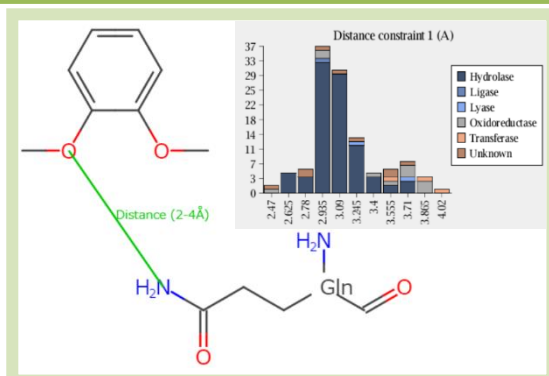 Distance constraint 1 (A)
37
33
29
26
22
18
14
11
7
3
0
2.47
2.625
2.78
2.935
3.09
3.245
3.4
3.555
3.71
3.865
4.02
Hydrolase
Ligase
Lyase
Oxidoreductase
Transferase
Unknown
O
O
Distance (2-4Å)
H₂N
H₂N
Gln
O
O